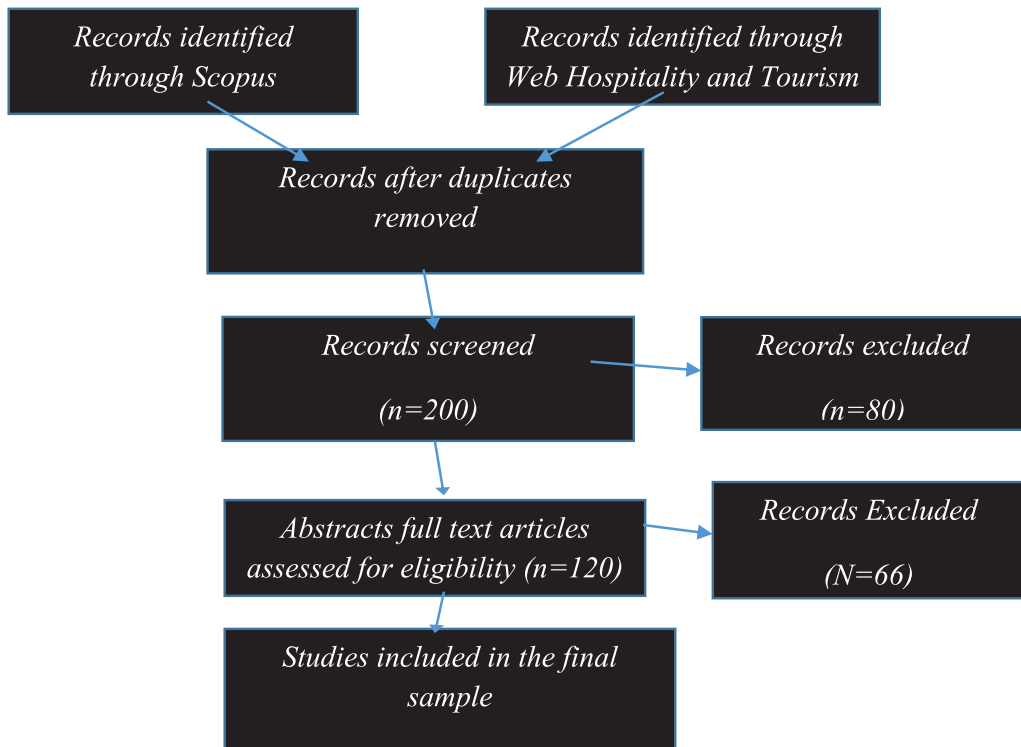 Records identified
through Scopus
Records identified through
Web Hospitality and Tourism
Records after duplicates
removed
Records screened
(n=200)
Records excluded
(n=80)
Abstracts full text articles
assessed for eligibility (n=120)
Records Excluded
(N=66)
Studies included in the final
sample